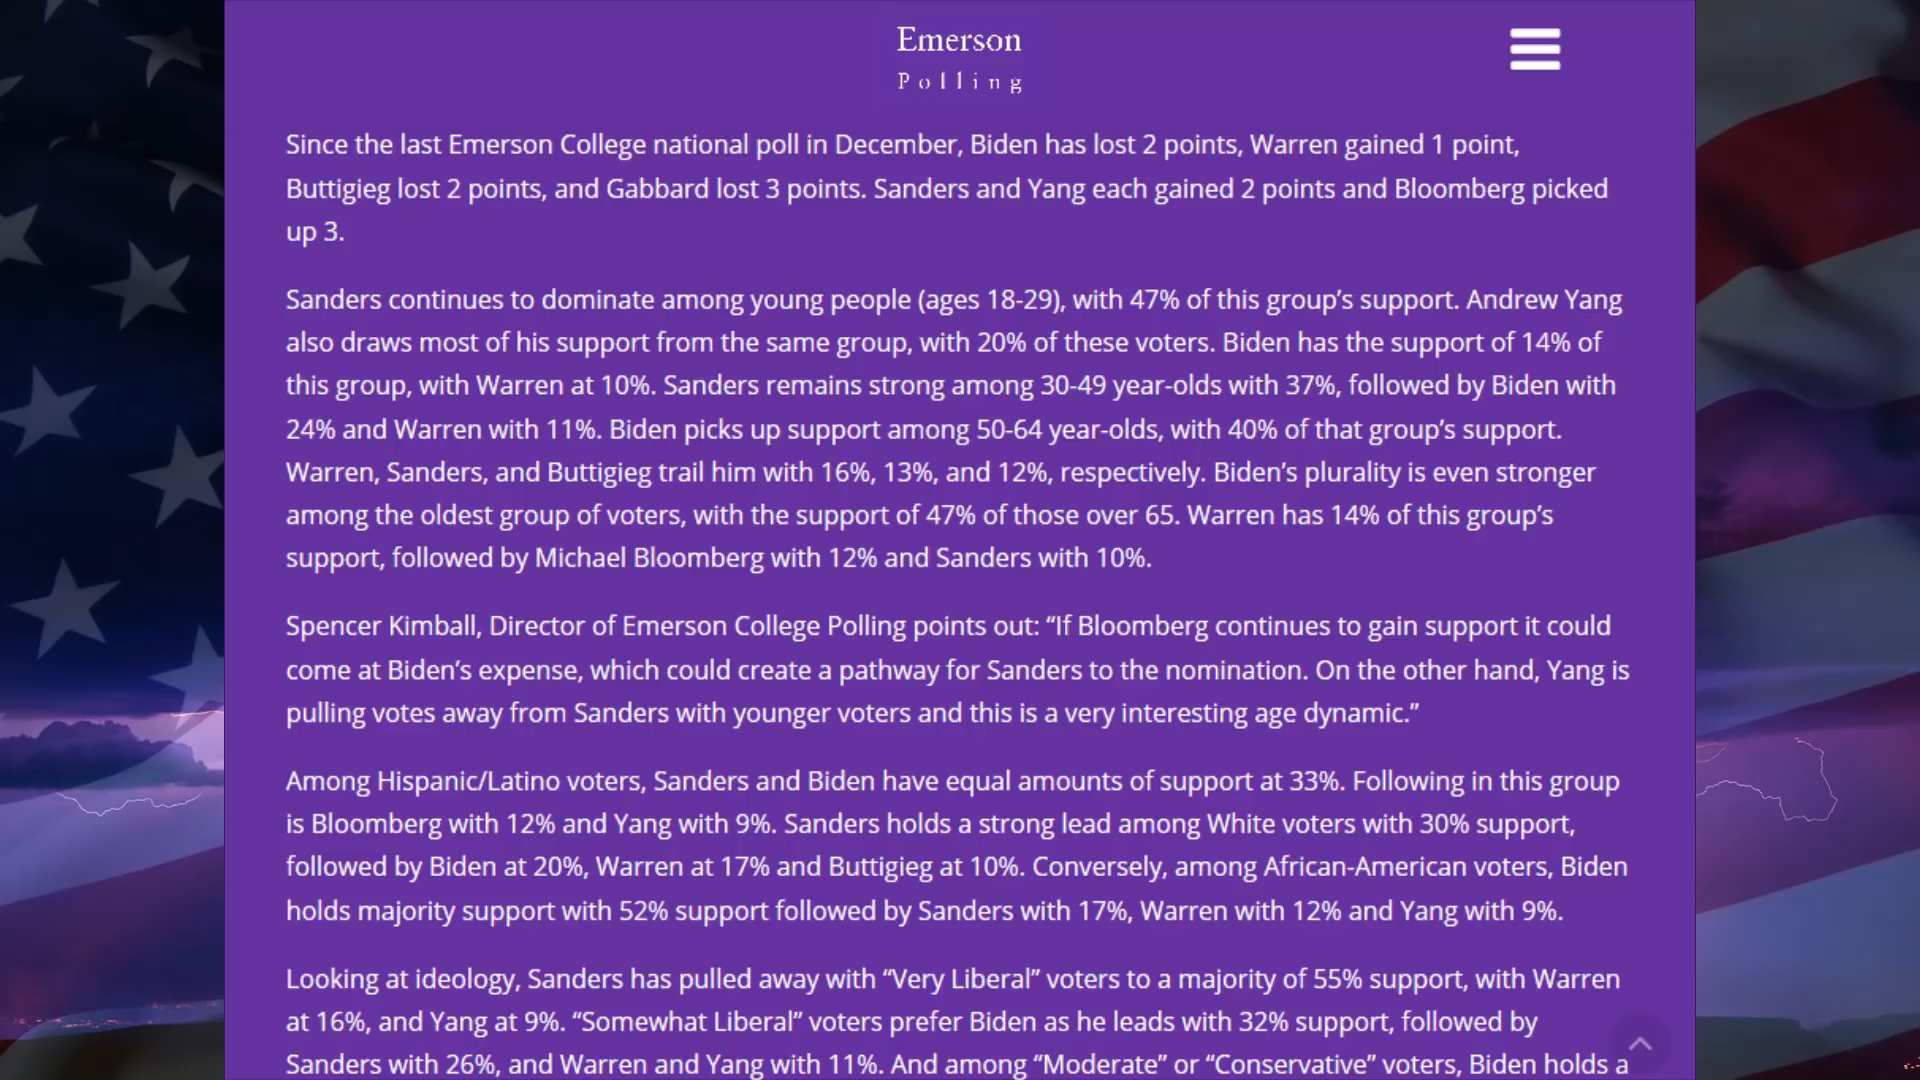 Emerson
Polling
Since the last Emerson College national poll in December, Biden has lost 2 points, Warren gained 1 point,
Buttigieg lost 2 points, and Gabbard lost 3 points. Sanders and Yang each gained 2 points and Bloomberg picked
up 3.
Sanders continues to dominate among young people (ages 18-29), with 47% of this group’s support. Andrew Yang
also draws most of his support from the same group, with 20% of these voters. Biden has the support of 14% of
this group, with Warren at 10%. Sanders remains strong among 30-49 year-olds with 37%, followed by Biden with
24% and Warren with 11%. Biden picks up support among 50-64 year-olds, with 40% of that group’s support.
Warren, Sanders, and Buttigieg trail him with 16%, 13%, and 12%, respectively. Biden’s plurality is even stronger
among the oldest group of voters, with the support of 47% of those over 65. Warren has 14% of this group’s
support, followed by Michael Bloomberg with 12% and Sanders with 10%.
Spencer Kimball, Director of Emerson College Polling points out: “If Bloomberg continues to gain support it could
come at Biden’s expense, which could create a pathway for Sanders to the nomination. On the other hand, Yang is
pulling votes away from Sanders with younger voters and this is a very interesting age dynamic.”
Among Hispanic/Latino voters, Sanders and Biden have equal amounts of support at 33%. Following in this group
is Bloomberg with 12% and Yang with 9%. Sanders holds a strong lead among White voters with 30% support,
followed by Biden at 20%, Warren at 17% and Buttigieg at 10%. Conversely, among African-American voters, Biden
holds majority support with 52% support followed by Sanders with 17%, Warren with 12% and Yang with 9%.
Looking at ideology, Sanders has pulled away with “Very Liberal” voters to a majority of 55% support, with Warren
at 16%, and Yang at 9%. “Somewhat Liberal” voters prefer Biden as he leads with 32% support, followed by
Sanders with 26%, and Warren and Yang with 11%. And among “Moderate” or “Conservative” voters, Biden holds a